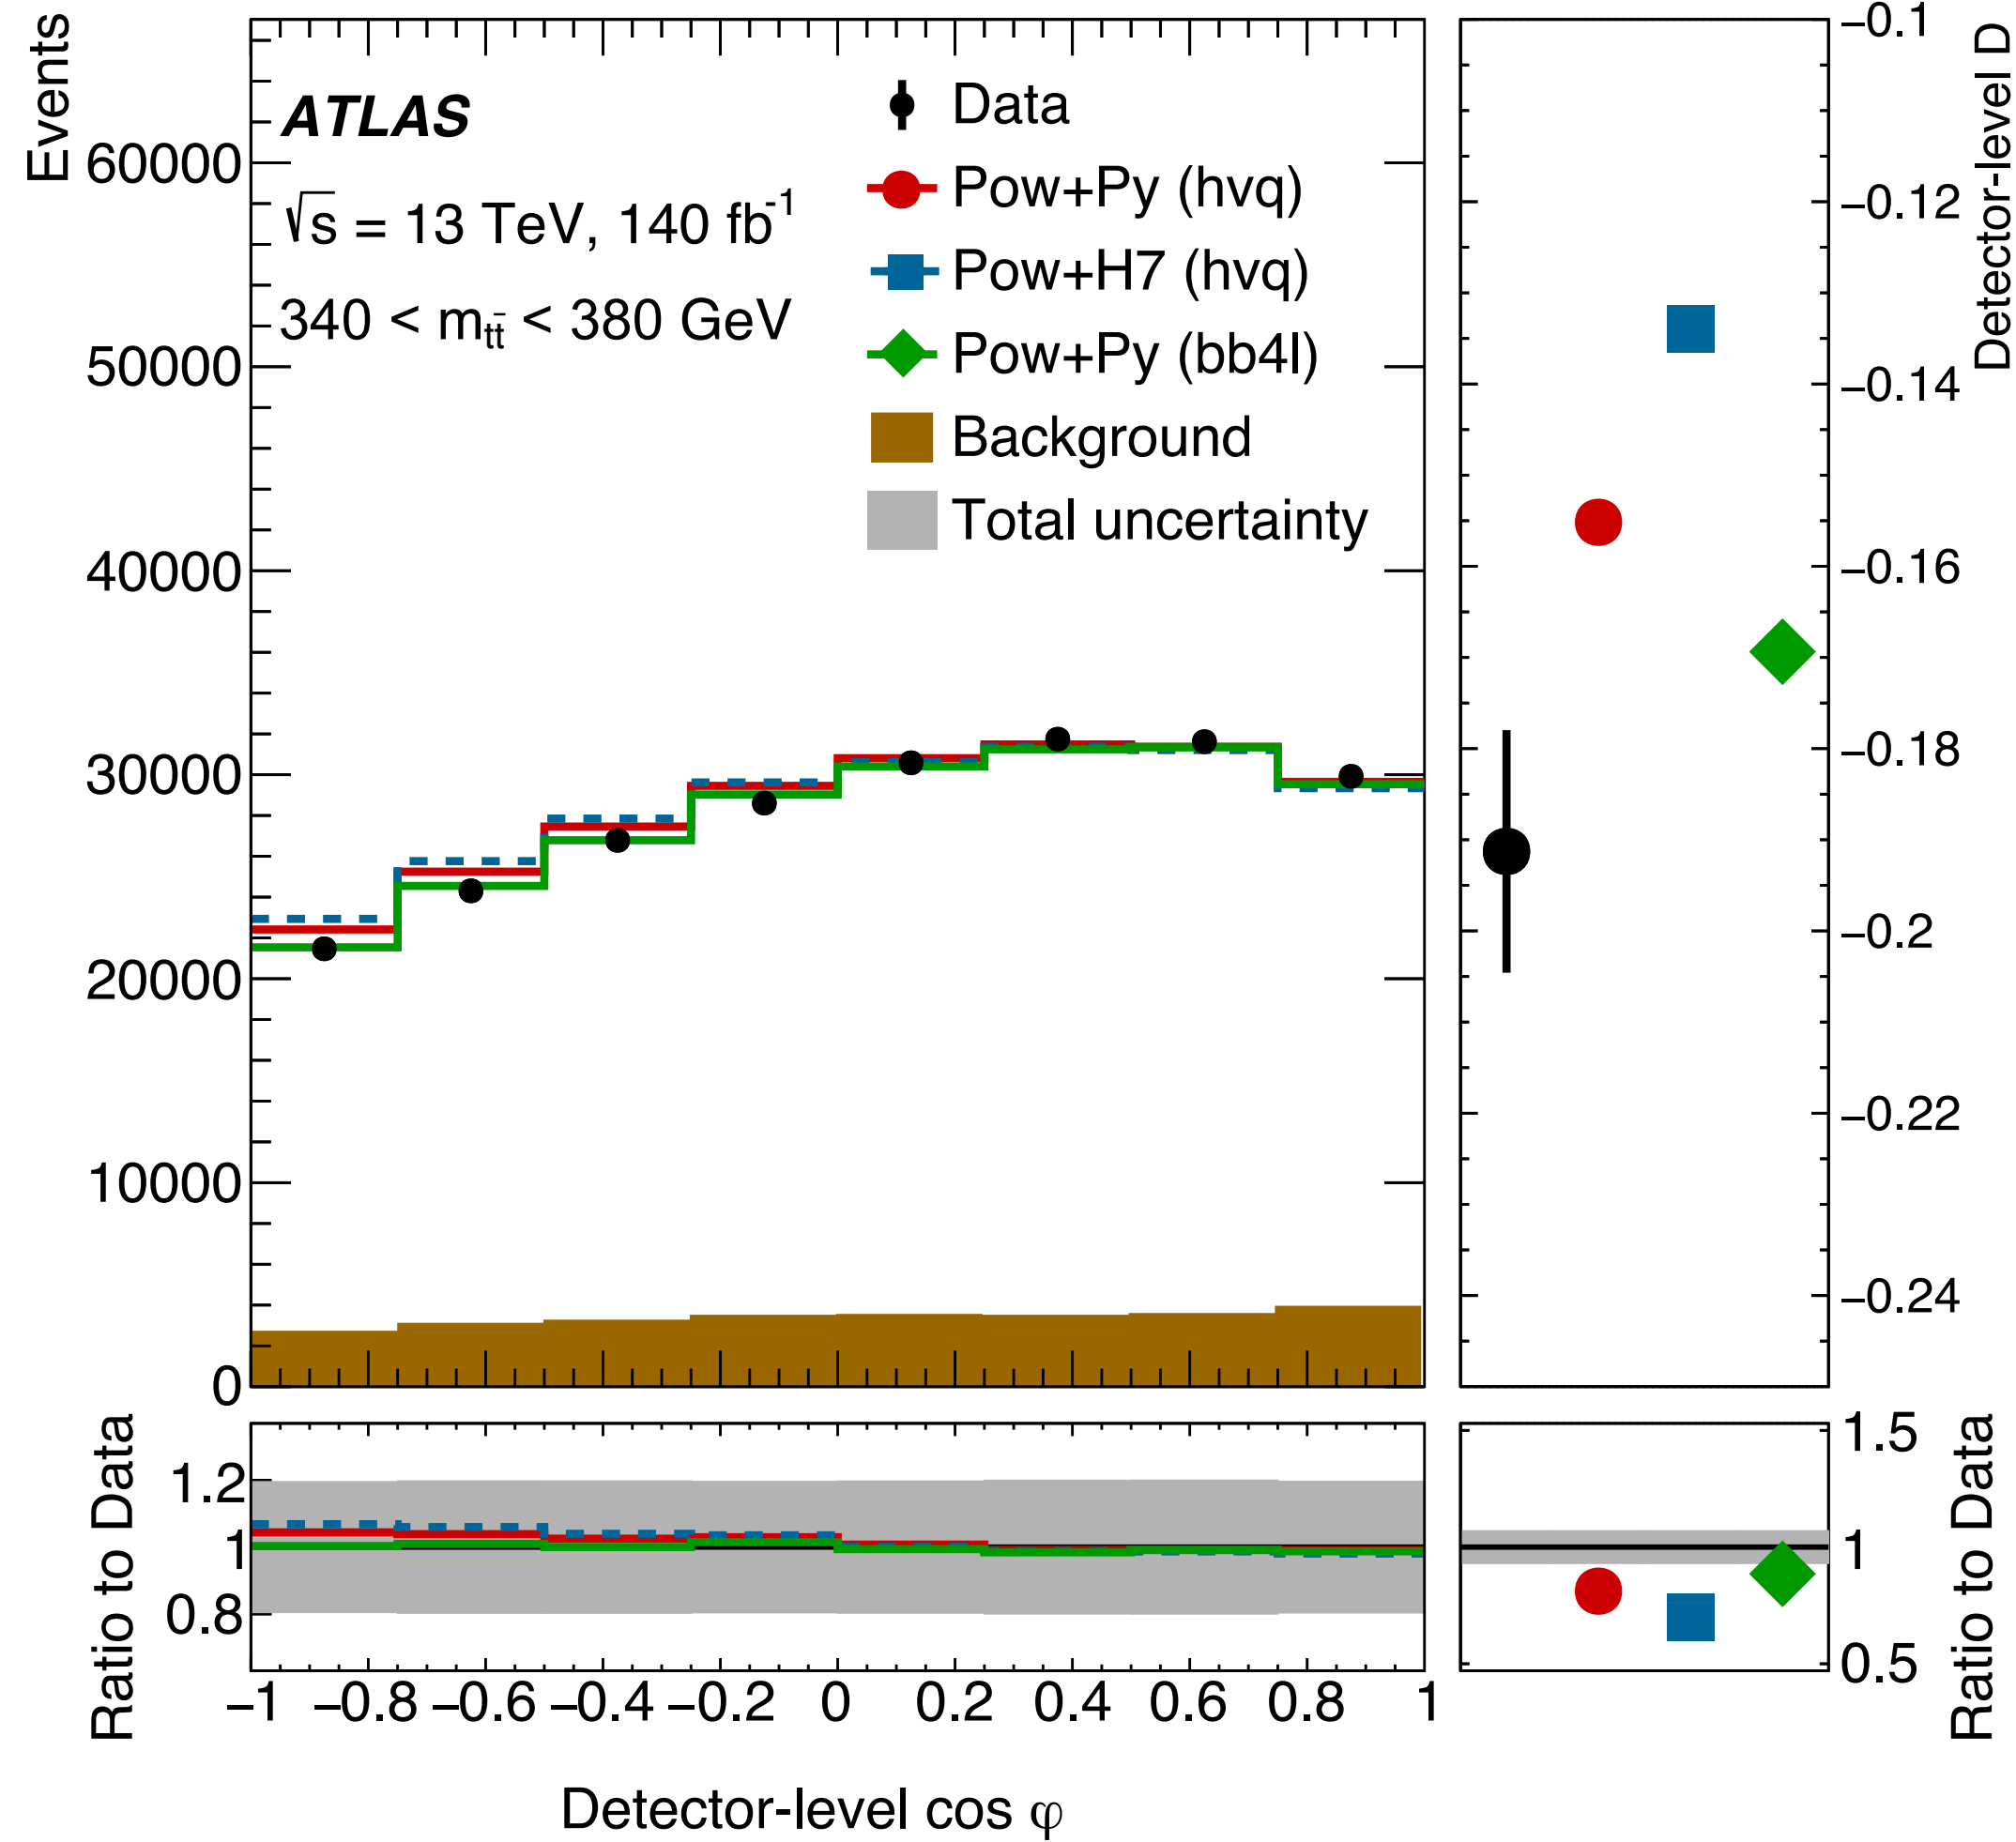 Events
60000
50000
40000
30000
20000
10000
0
ATLAS
√s = 13 TeV, 140 fb⁻¹
340 < m_tt̄ < 380 GeV
Data
Pow+Py (hvq)
Pow+H7 (hvq)
Pow+Py (bb4l)
Background
Total uncertainty
Detector-level D
−0.1
−0.12
−0.14
−0.16
−0.18
−0.2
−0.22
−0.24
Ratio to Data
1.2
1
0.8
−1 −0.8 −0.6 −0.4 −0.2 0 0.2 0.4 0.6 0.8 1
Detector-level cos φ
1.5
1
0.5
Ratio to Data